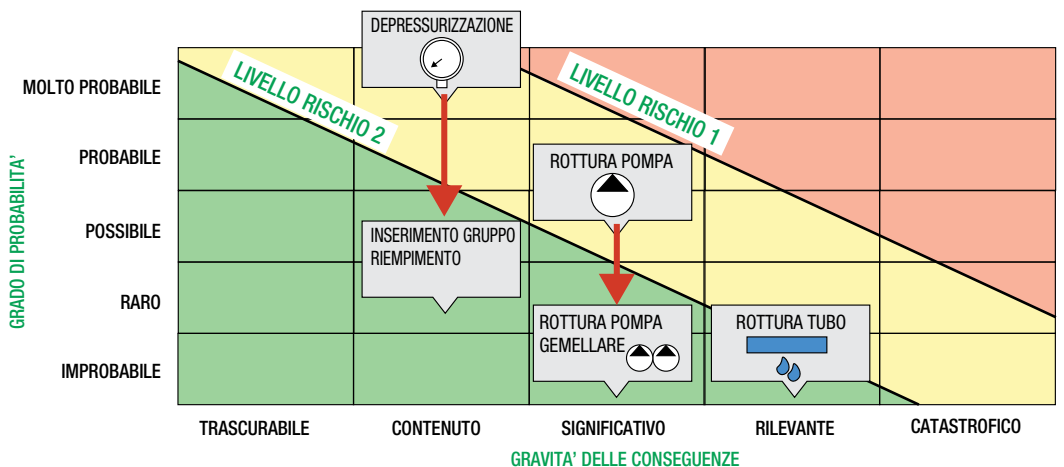 DEPRESSURIZZAZIONE
LIVELLO RISCHIO 2
LIVELLO RISCHIO 1
GRADO DI PROBABILITA'
MOLTO PROBABILE
PROBABILE
POSSIBILE
RARO
IMPROBABILE
ROTTURA POMPA
INSERIMENTO GRUPPO
RIEMPIMENTO
ROTTURA POMPA
GEMELLARE
ROTTURA TUBO
TRASCURABILE
CONTENUTO
SIGNIFICATIVO
RILEVANTE
CATASTROFICO
GRAVITA' DELLE CONSEGUENZE